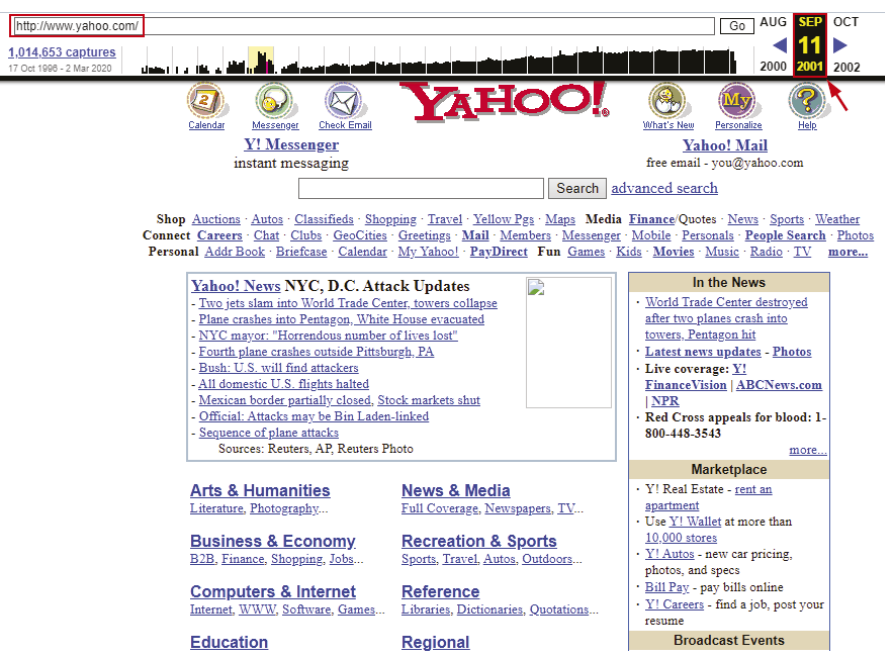 http://www.yahoo.com/ Go AUG SEP OCT
1,014,653 captures 11
17 Oct 1996 - 2 Mar 2020 2000 2001 2002
YAHOO!
Calendar Messenger Check Email What's New Personalize Help
Y! Messenger Yahoo! Mail
instant messaging free email - you@yahoo.com
Search advanced search
Shop Auctions · Autos · Classifieds · Shopping · Travel · Yellow Pgs · Maps Media Finance/Quotes · News · Sports · Weather
Connect Careers · Chat · Clubs · GeoCities · Greetings · Mail · Members · Messenger · Mobile · Personals · People Search · Photos
Personal Addr Book · Briefcase · Calendar · My Yahoo! · PayDirect Fun Games · Kids · Movies · Music · Radio · TV more...
Yahoo! News NYC, D.C. Attack Updates
- Two jets slam into World Trade Center, towers collapse
- Plane crashes into Pentagon, White House evacuated
- NYC mayor: "Horrendous number of lives lost"
- Fourth plane crashes outside Pittsburgh, PA
- Bush: U.S. will find attackers
- All domestic U.S. flights halted
- Mexican border partially closed, Stock markets shut
- Official: Attacks may be Bin Laden-linked
- Sequence of plane attacks
Sources: Reuters, AP, Reuters Photo
Arts & Humanities News & Media
Literature, Photography... Full Coverage, Newspapers, TV...
Business & Economy Recreation & Sports
B2B, Finance, Shopping, Jobs... Sports, Travel, Autos, Outdoors...
Computers & Internet Reference
Internet, WWW, Software, Games... Libraries, Dictionaries, Quotations...
Education Regional
In the News
· World Trade Center destroyed
after two planes crash into
towers, Pentagon hit
· Latest news updates - Photos
· Live coverage: Y!
FinanceVision | ABCNews.com
| NPR
· Red Cross appeals for blood: 1-
800-448-3543
more...
Marketplace
· Y! Real Estate - rent an
apartment
· Use Y! Wallet at more than
10,000 stores
· Y! Autos - new car pricing,
photos, and specs
· Bill Pay - pay bills online
· Y! Careers - find a job, post your
resume
Broadcast Events